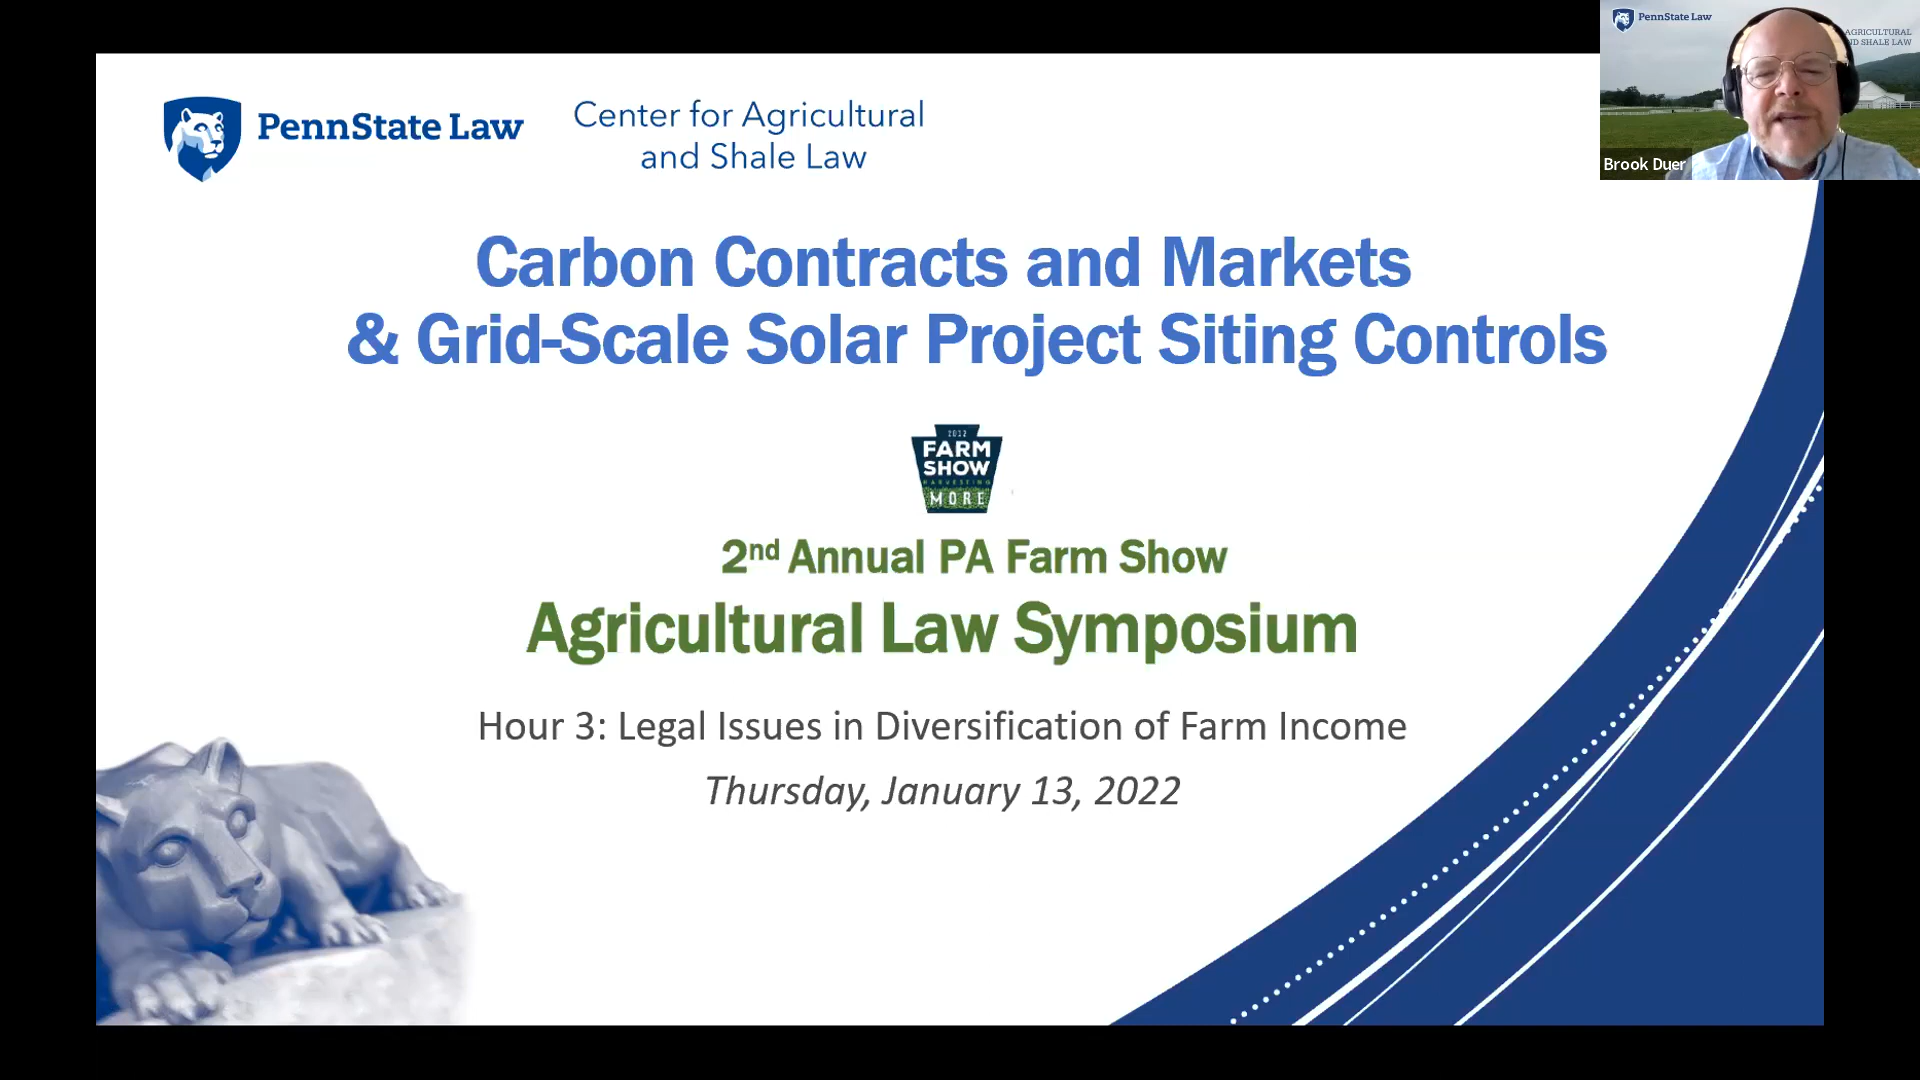 PennState Law
Center for Agricultural
and Shale Law
PennState Law
AGRICULTURAL
ND SHALE LAW
Brook Duer
Carbon Contracts and Markets
& Grid-Scale Solar Project Siting Controls
FARM
SHOW
HARVESTING
MORE
2nd Annual PA Farm Show
Agricultural Law Symposium
Hour 3: Legal Issues in Diversification of Farm Income
Thursday, January 13, 2022